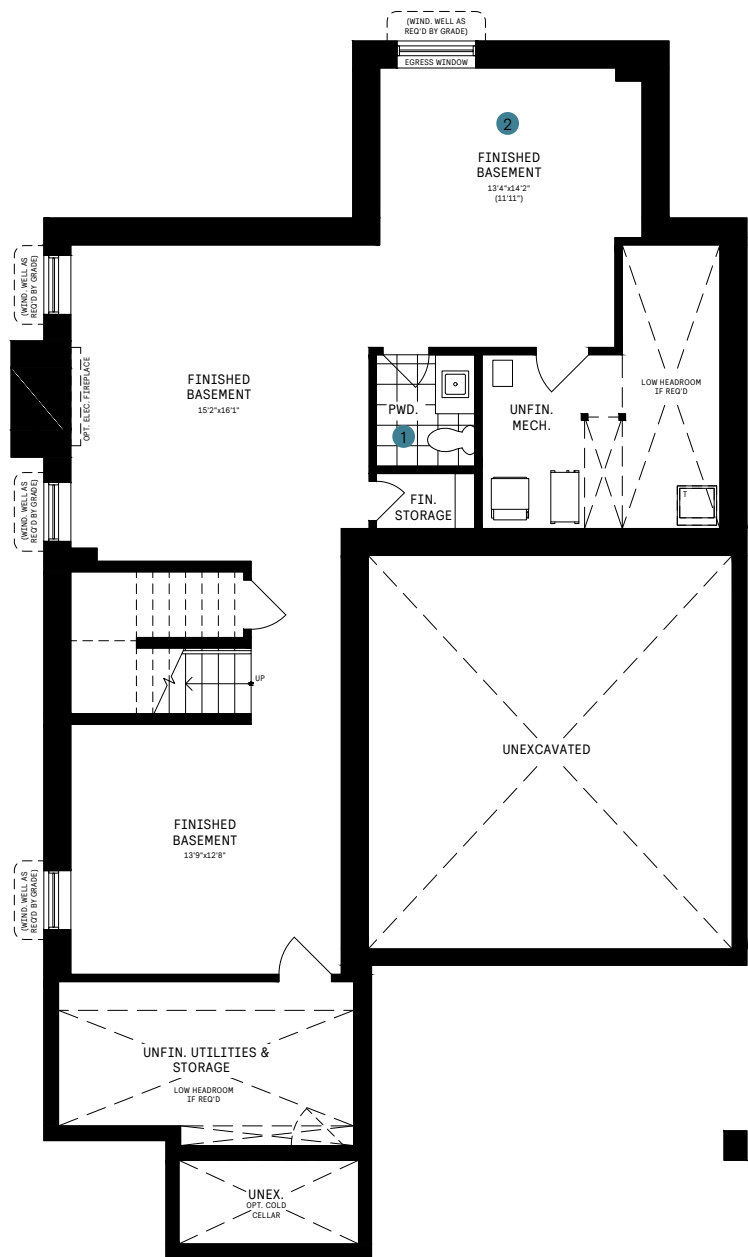 (WIND. WELL AS
REQ'D BY GRADE)
EGRESS WINDOW
2
FINISHED
BASEMENT
13'4"x14'2"
(11'11")
(WIND. WELL AS
REQ'D BY GRADE)
OPT. ELEC. FIREPLACE
FINISHED
BASEMENT
15'2"x16'1"
LOW HEADROOM
IF REQ'D
PWD.
1
UNFIN.
MECH.
(WIND. WELL AS
REQ'D BY GRADE)
FIN.
STORAGE
T
UP
UNEXCAVATED
FINISHED
BASEMENT
13'9"x12'8"
(WIND. WELL AS
REQ'D BY GRADE)
UNFIN. UTILITIES &
STORAGE
LOW HEADROOM
IF REQ'D
UNEX.
OPT. COLD
CELLAR